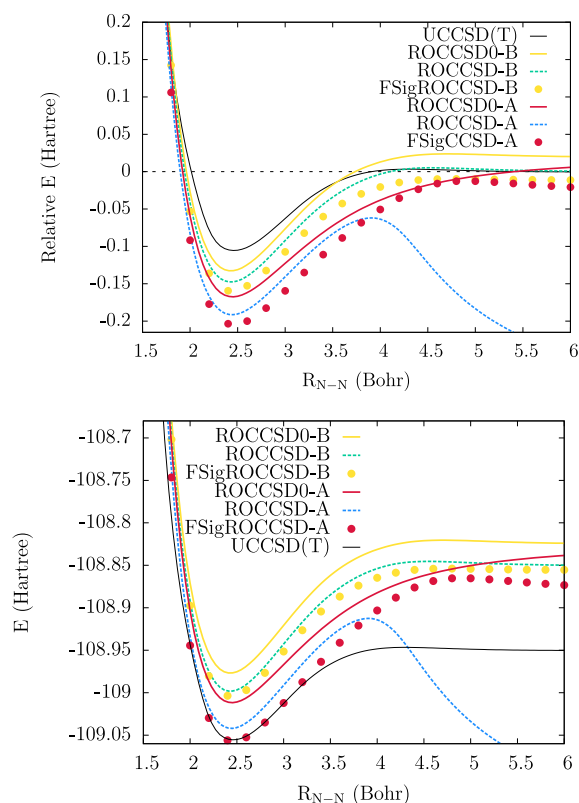 0.2
0.15
0.1
0.05
0
-0.05
-0.1
-0.15
-0.2
Relative E (Hartree)
UCCSD(T)
ROCCSD0-B
ROCCSD-B
FSigROCCSD-B
ROCCSD0-A
ROCCSD-A
FSigCCSD-A
1.5 2 2.5 3 3.5 4 4.5 5 5.5 6
R_N−N (Bohr)
-108.7
-108.75
-108.8
-108.85
-108.9
-108.95
-109
-109.05
E (Hartree)
ROCCSD0-B
ROCCSD-B
FSigROCCSD-B
ROCCSD0-A
ROCCSD-A
FSigROCCSD-A
UCCSD(T)
1.5 2 2.5 3 3.5 4 4.5 5 5.5 6
R_N−N (Bohr)